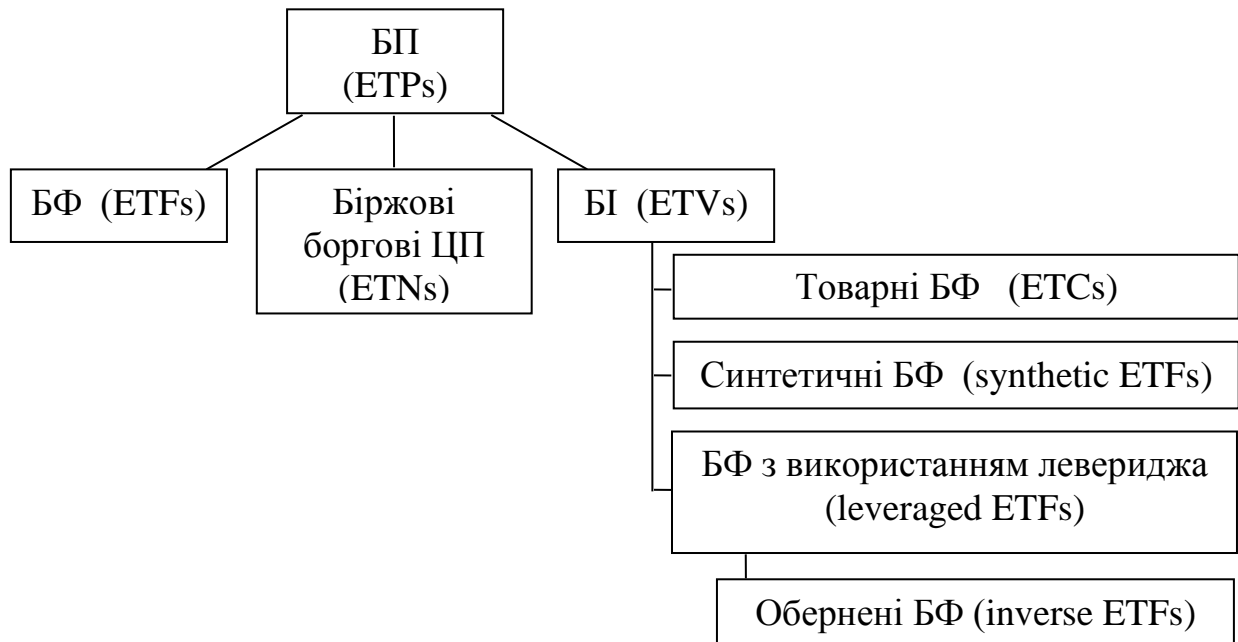 БП
(ETPs)
БФ (ETFs)
Біржові
боргові ЦП
(ETNs)
БІ (ETVs)
Товарні БФ (ETCs)
Синтетичні БФ (synthetic ETFs)
БФ з використанням левериджа
(leveraged ETFs)
Обернені БФ (inverse ETFs)